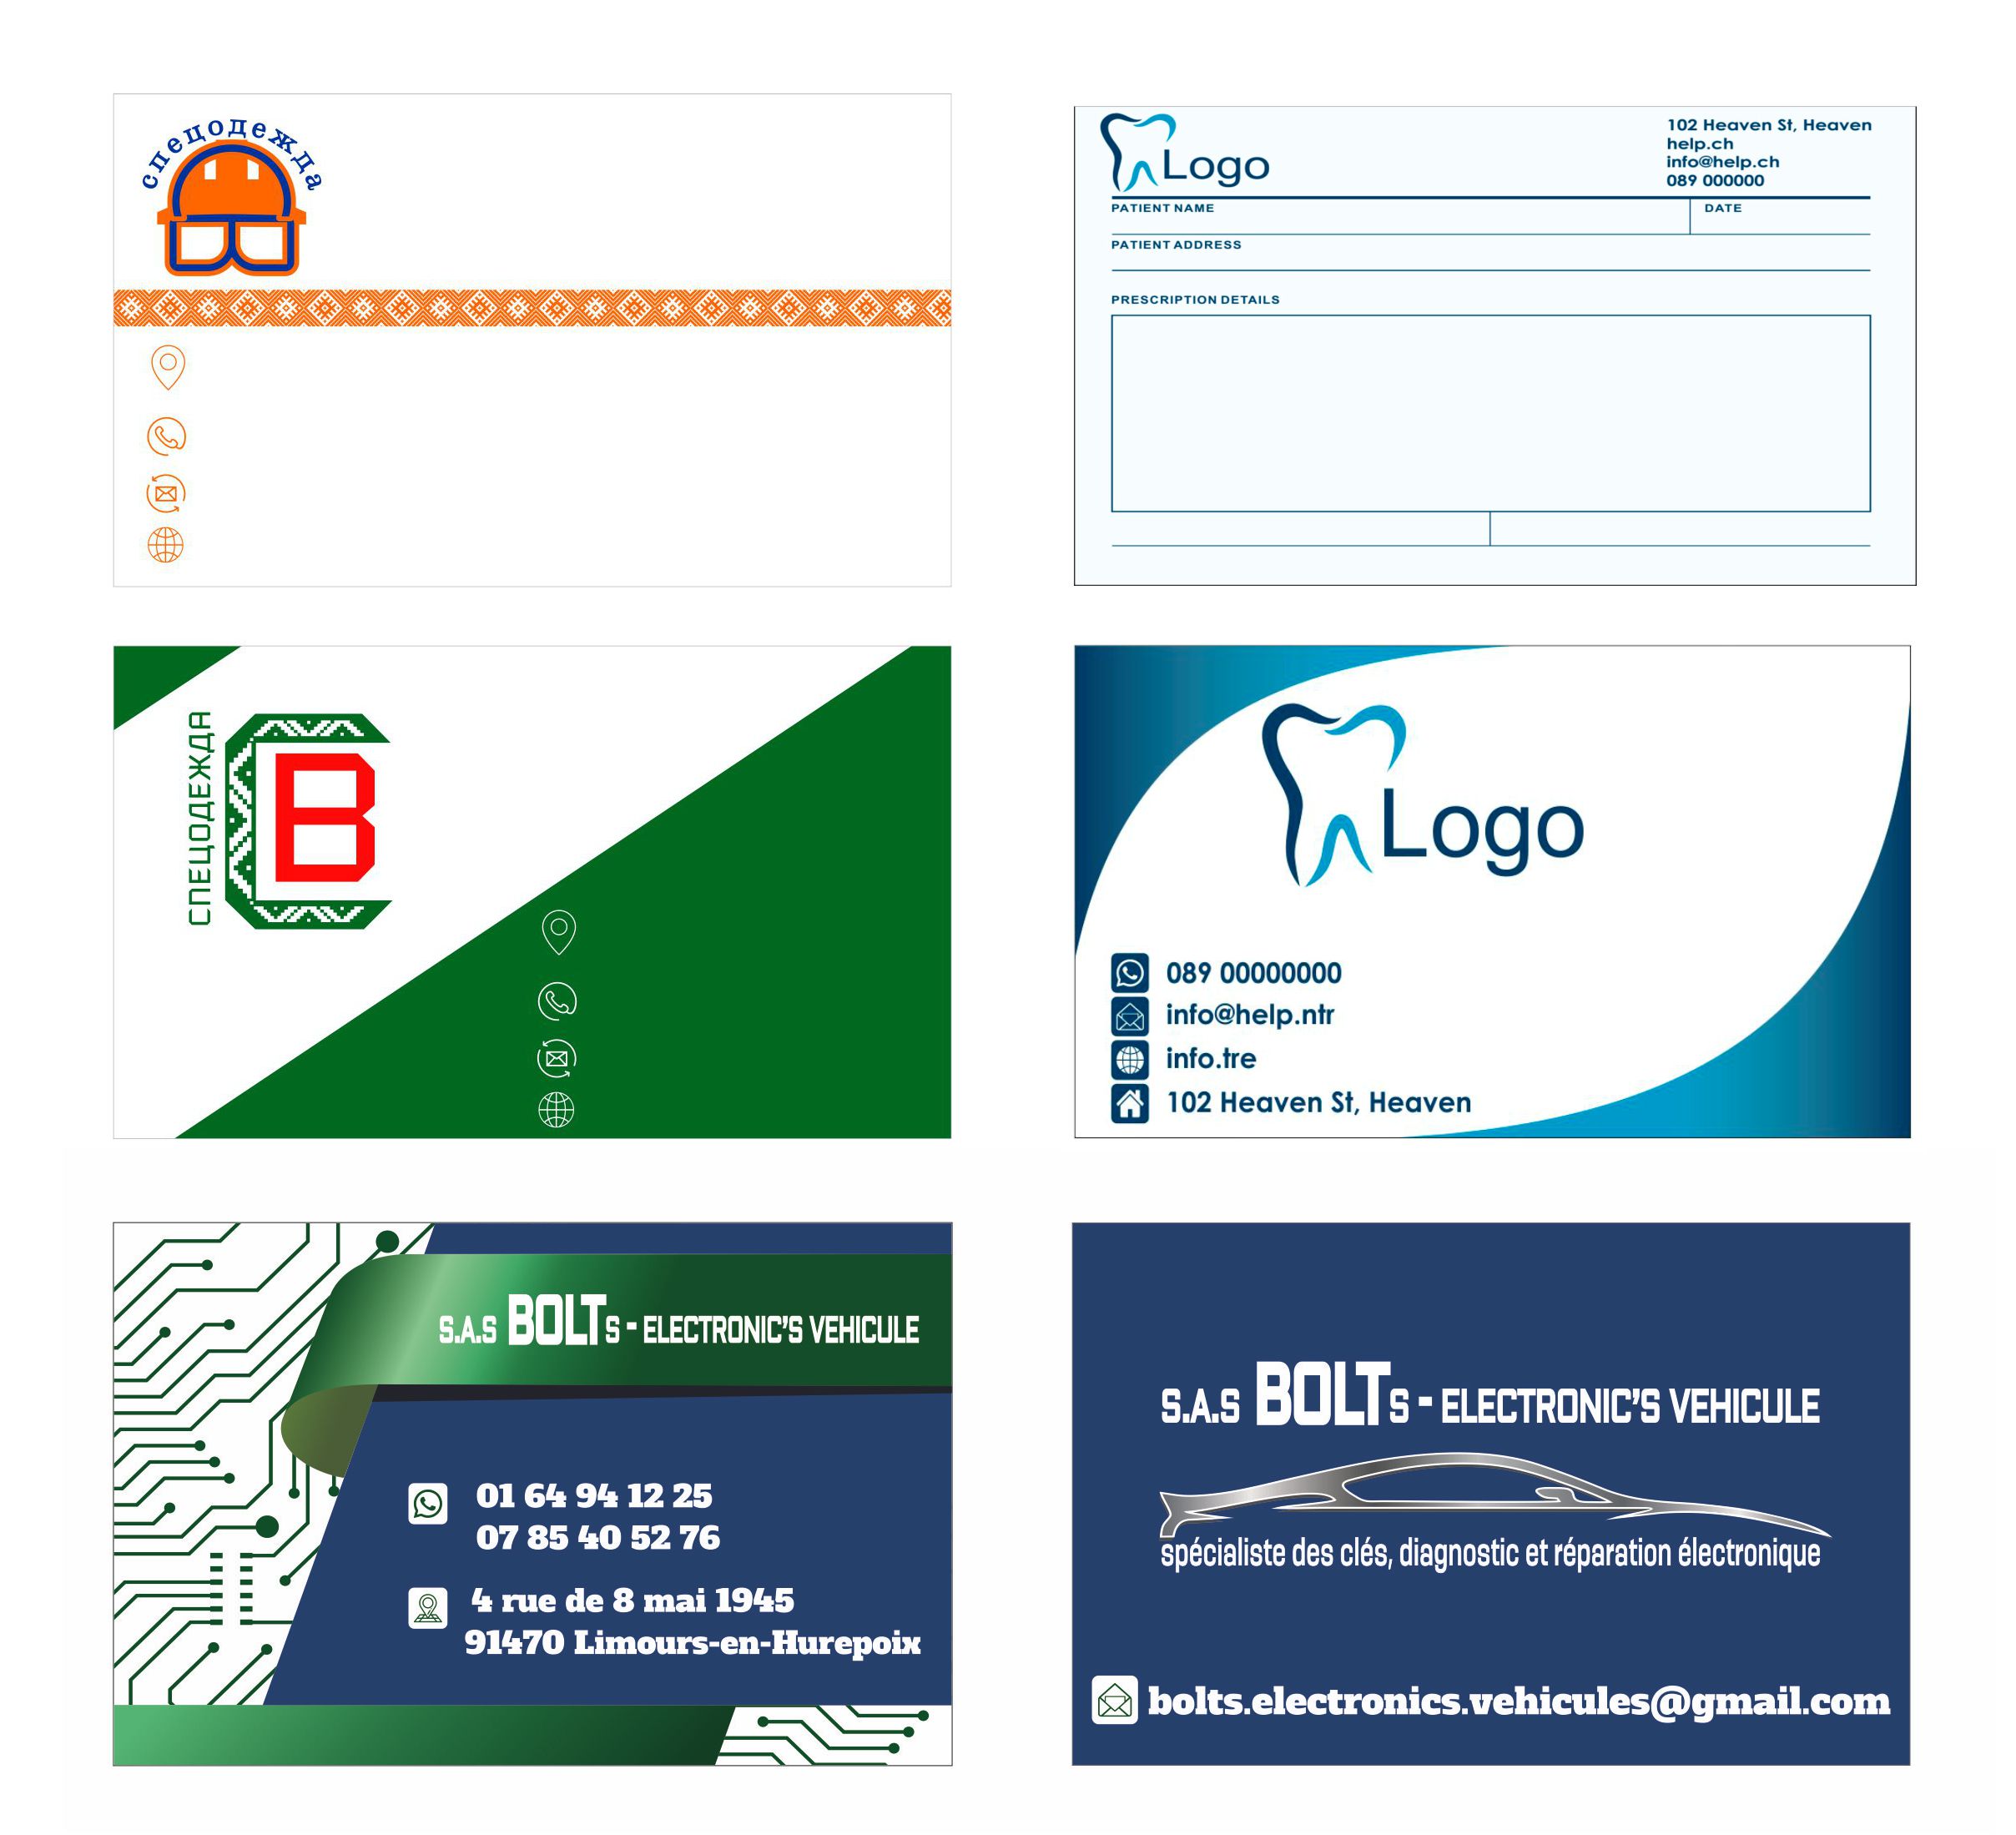 спецодежда
Logo
102 Heaven St, Heaven
help.ch
info@help.ch
089 000000
PATIENT NAME
DATE
PATIENT ADDRESS
PRESCRIPTION DETAILS
СПЕЦОДЕЖДА
В
Logo
089 00000000
info@help.ntr
info.tre
102 Heaven St, Heaven
S.A.S BOLTS - ELECTRONIC'S VEHICULE
01 64 94 12 25
07 85 40 52 76
4 rue de 8 mai 1945
91470 Limours-en-Hurepoix
S.A.S BOLTS - ELECTRONIC'S VEHICULE
spécialiste des clés, diagnostic et réparation électronique
bolts.electronics.vehicules@gmail.com